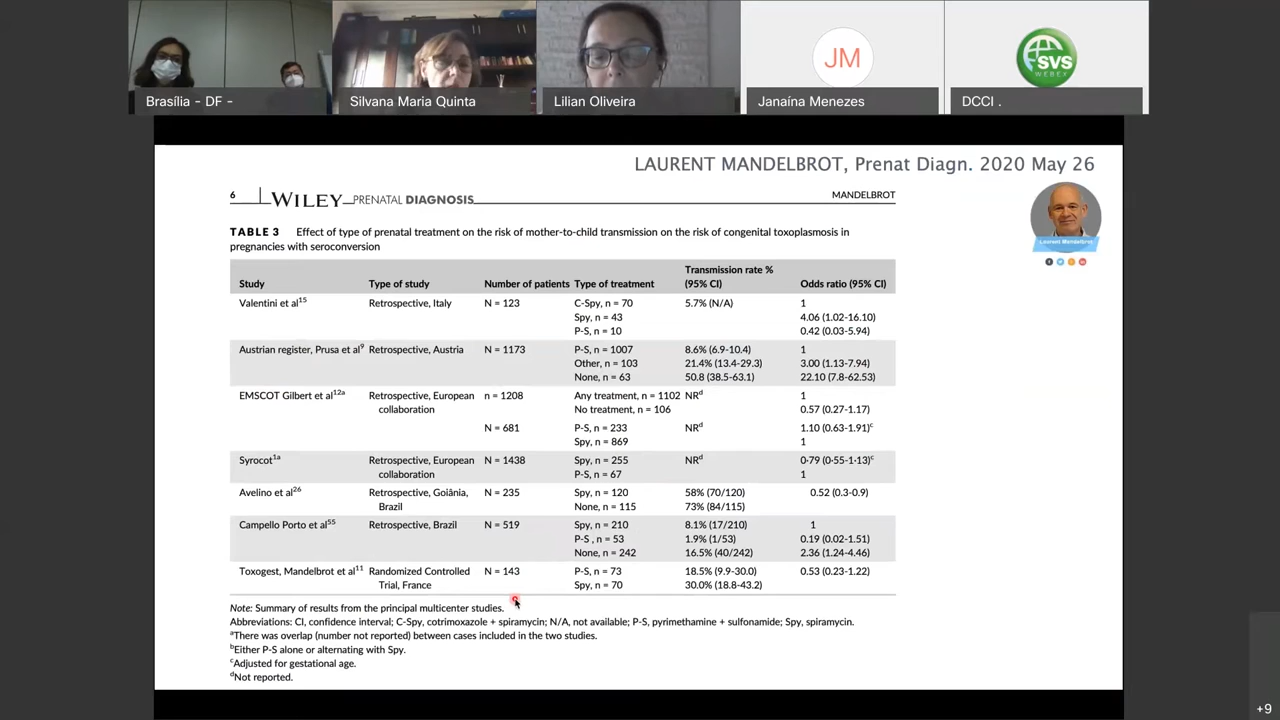 Brasília - DF -
Silvana Maria Quinta
Lilian Oliveira
JM
Janaína Menezes
SVS
WEBEX
DCCI .
LAURENT MANDELBROT, Prenat Diagn. 2020 May 26
6 WILEY PRENATAL DIAGNOSIS MANDELBROT
Laurent Mandelbrot
TABLE 3 Effect of type of prenatal treatment on the risk of mother-to-child transmission on the risk of congenital toxoplasmosis in
pregnancies with seroconversion
Transmission rate %
Study Type of study Number of patients Type of treatment (95% CI) Odds ratio (95% CI)
Valentini et al15 Retrospective, Italy N = 123 C-Spy, n = 70 5.7% (N/A) 1
Spy, n = 43 4.06 (1.02-16.10)
P-S, n = 10 0.42 (0.03-5.94)
Austrian register, Prusa et al9 Retrospective, Austria N = 1173 P-S, n = 1007 8.6% (6.9-10.4) 1
Other, n = 103 21.4% (13.4-29.3) 3.00 (1.13-7.94)
None, n = 63 50.8 (38.5-63.1) 22.10 (7.8-62.53)
EMSCOT Gilbert et al12a Retrospective, European n = 1208 Any treatment, n = 1102 NRd 1
collaboration No treatment, n = 106 0.57 (0.27-1.17)
N = 681 P-S, n = 233 NRd 1.10 (0.63-1.91)c
Spy, n = 869 1
Syrocot1a Retrospective, European N = 1438 Spy, n = 255 NRd 0·79 (0·55-1·13)c
collaboration P-S, n = 67 1
Avelino et al26 Retrospective, Goiânia, N = 235 Spy, n = 120 58% (70/120) 0.52 (0.3-0.9)
Brazil None, n = 115 73% (84/115)
Campello Porto et al55 Retrospective, Brazil N = 519 Spy, n = 210 8.1% (17/210) 1
P-S , n = 53 1.9% (1/53) 0.19 (0.02-1.51)
None, n = 242 16.5% (40/242) 2.36 (1.24-4.46)
Toxogest, Mandelbrot et al11 Randomized Controlled N = 143 P-S, n = 73 18.5% (9.9-30.0) 0.53 (0.23-1.22)
Trial, France Spy, n = 70 30.0% (18.8-43.2)
Note: Summary of results from the principal multicenter studies.
Abbreviations: CI, confidence interval; C-Spy, cotrimoxazole + spiramycin; N/A, not available; P-S, pyrimethamine + sulfonamide; Spy, spiramycin.
aThere was overlap (number not reported) between cases included in the two studies.
bEither P-S alone or alternating with Spy.
cAdjusted for gestational age.
dNot reported.
+9